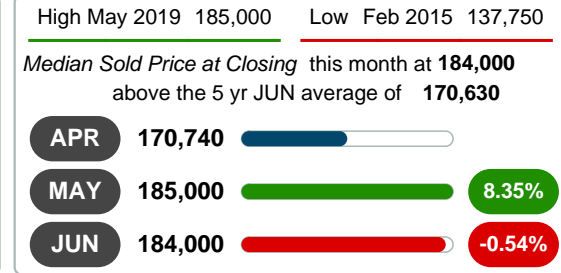 High May 2019 185,000 Low Feb 2015 137,750
Median Sold Price at Closing this month at 184,000
above the 5 yr JUN average of 170,630
APR 170,740
MAY 185,000 8.35%
JUN 184,000 -0.54%